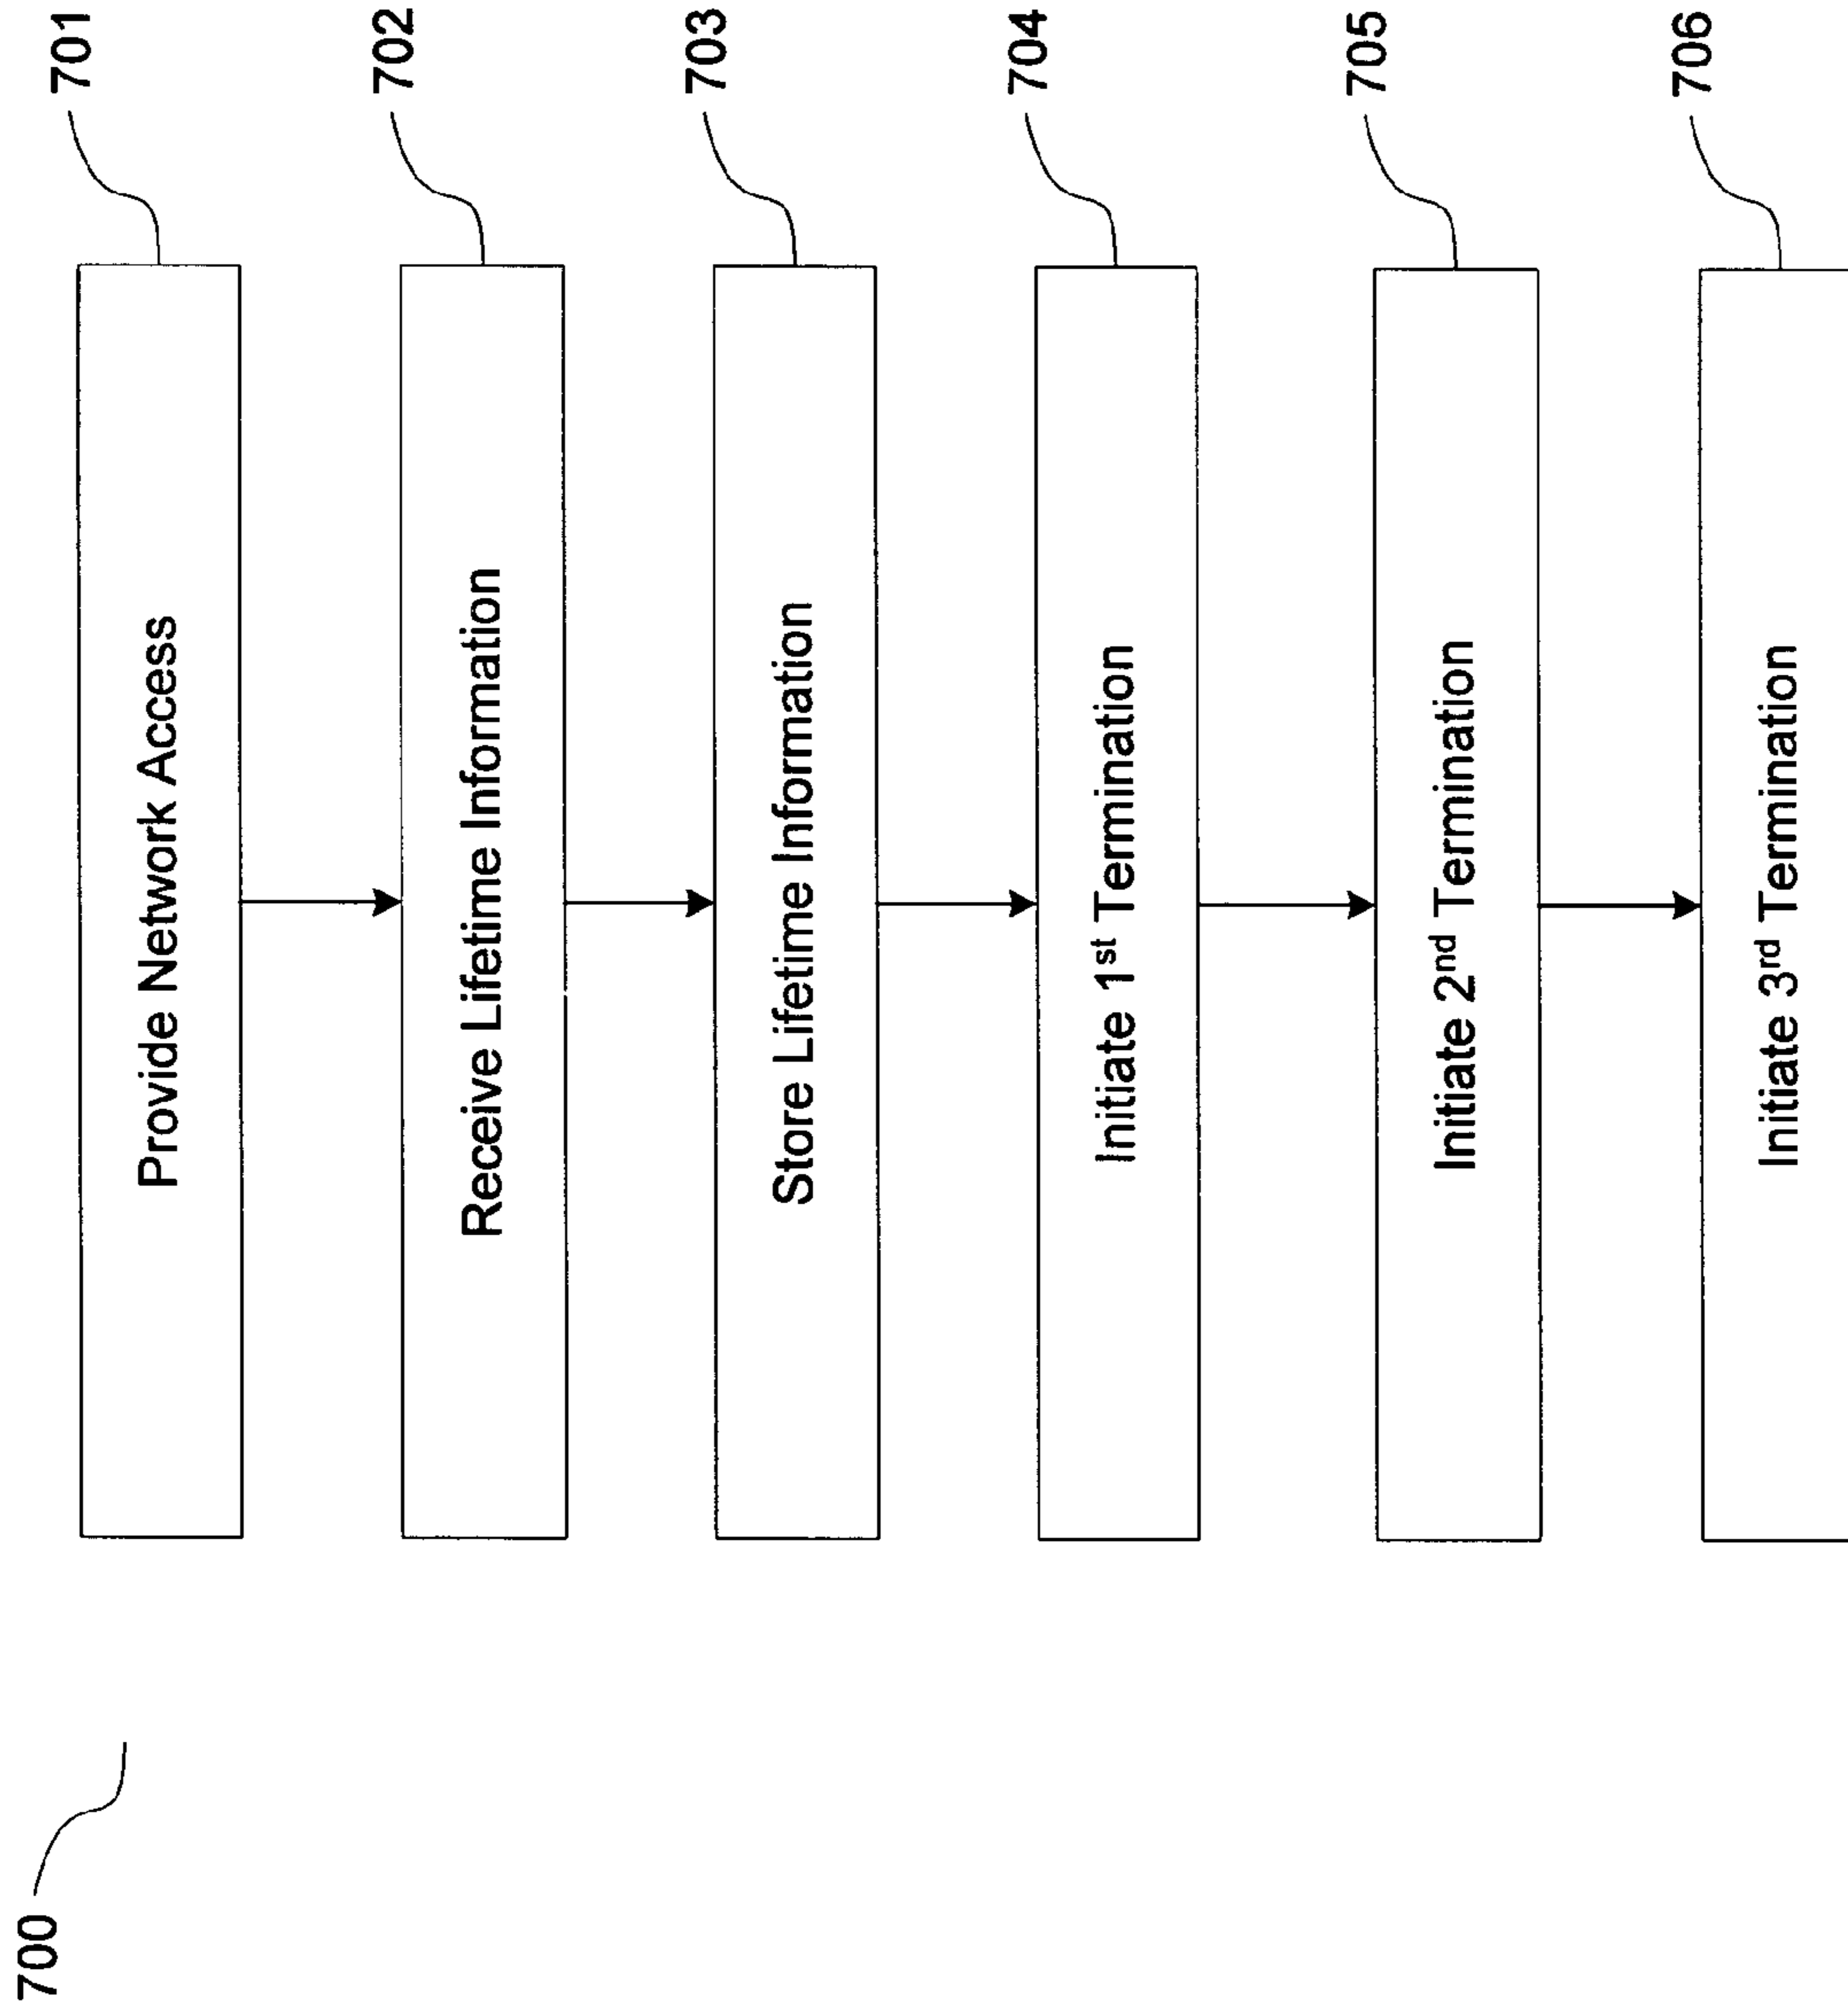 700
Provide Network Access
701
Receive Lifetime Information
702
Store Lifetime Information
703
Initiate 1st Termination
704
Initiate 2nd Termination
705
Initiate 3rd Termination
706